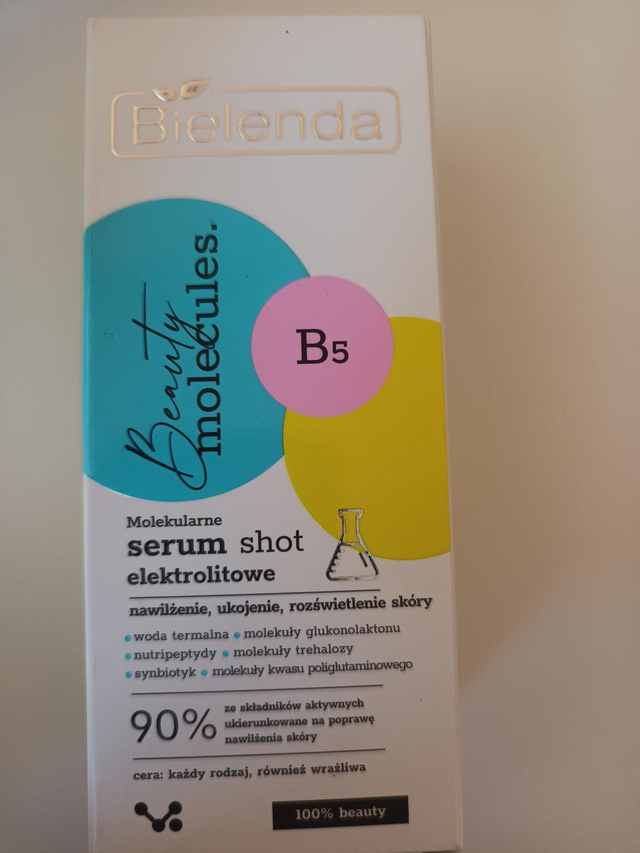 Bielenda
Beauty
molecules.
B5
Molekularne
serum shot
elektrolitowe
nawilżenie, ukojenie, rozświetlenie skóry
• woda termalna • molekuły glukonolaktonu
• nutripeptydy • molekuły trehalozy
• synbiotyk • molekuły kwasu poliglutaminowego
90% ze składników aktywnych
ukierunkowane na poprawę
nawilżenia skóry
cera: każdy rodzaj, również wrażliwa
100% beauty